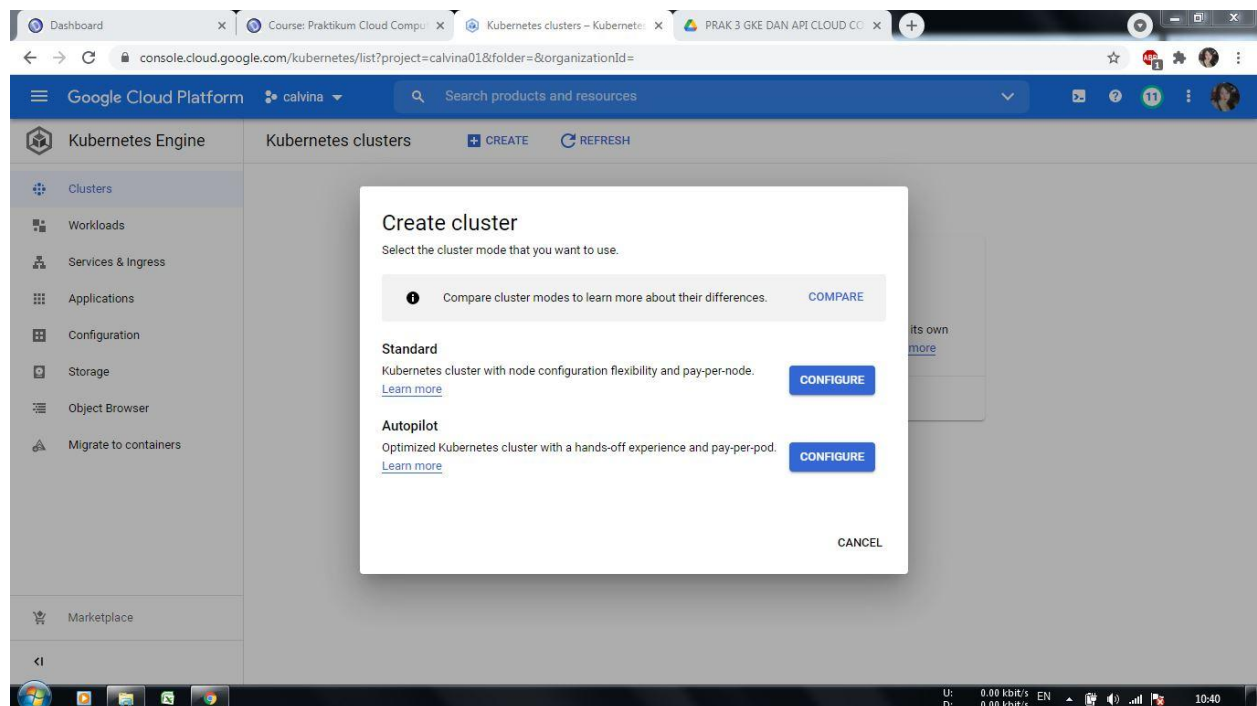 Dashboard
Course: Praktikum Cloud Comput
Kubernetes clusters – Kubernete
PRAK 3 GKE DAN API CLOUD CO
console.cloud.google.com/kubernetes/list?project=calvina01&folder=&organizationId=
ABP
1
Google Cloud Platform
calvina
Search products and resources
11
Kubernetes Engine
Kubernetes clusters
CREATE
REFRESH
Clusters
Workloads
Services & Ingress
Applications
Configuration
Storage
Object Browser
Migrate to containers
Marketplace
Create cluster
Select the cluster mode that you want to use.
Compare cluster modes to learn more about their differences.
COMPARE
Standard
Kubernetes cluster with node configuration flexibility and pay-per-node.
Learn more
CONFIGURE
Autopilot
Optimized Kubernetes cluster with a hands-off experience and pay-per-pod.
Learn more
CONFIGURE
CANCEL
its own
more
U: 0.00 kbit/s
D: 0.00 kbit/s
EN
10:40